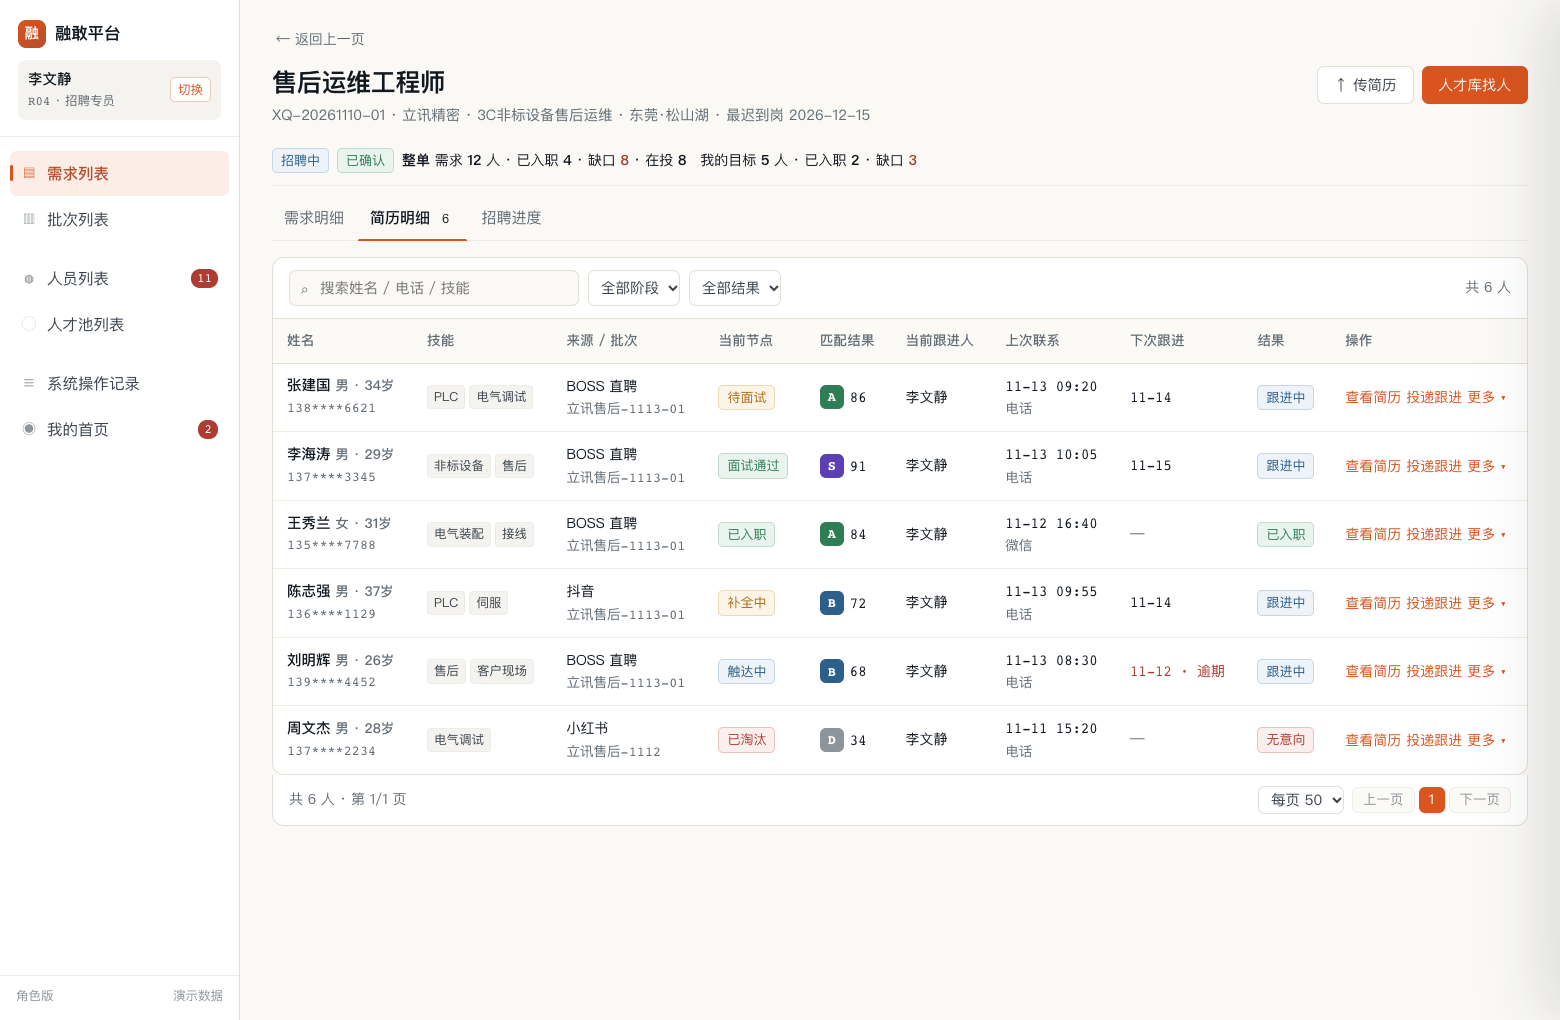 融 融敢平台
李文静
R04 · 招聘专员
切换
需求列表
批次列表
人员列表 11
人才池列表
系统操作记录
我的首页 2
角色版 演示数据
← 返回上一页
售后运维工程师
XQ-20261110-01 · 立讯精密 · 3C非标设备售后运维 · 东莞·松山湖 · 最迟到岗 2026-12-15
↑ 传简历 人才库找人
招聘中 已确认 整单 需求 12 人 · 已入职 4 · 缺口 8 · 在投 8 我的目标 5 人 · 已入职 2 · 缺口 3
需求明细 简历明细 6 招聘进度
搜索姓名 / 电话 / 技能 全部阶段 全部结果 共 6 人
姓名 技能 来源 / 批次 当前节点 匹配结果 当前跟进人 上次联系 下次跟进 结果 操作
张建国 男 · 34岁 PLC 电气调试 BOSS 直聘 待面试 A 86 李文静 11-13 09:20 11-14 跟进中 查看简历 投递跟进 更多
138****6621 立讯售后-1113-01 电话
李海涛 男 · 29岁 非标设备 售后 BOSS 直聘 面试通过 S 91 李文静 11-13 10:05 11-15 跟进中 查看简历 投递跟进 更多
137****3345 立讯售后-1113-01 电话
王秀兰 女 · 31岁 电气装配 接线 BOSS 直聘 已入职 A 84 李文静 11-12 16:40 — 已入职 查看简历 投递跟进 更多
135****7788 立讯售后-1113-01 微信
陈志强 男 · 37岁 PLC 伺服 抖音 补全中 B 72 李文静 11-13 09:55 11-14 跟进中 查看简历 投递跟进 更多
136****1129 立讯售后-1113-01 电话
刘明辉 男 · 26岁 售后 客户现场 BOSS 直聘 触达中 B 68 李文静 11-13 08:30 11-12 · 逾期 跟进中 查看简历 投递跟进 更多
139****4452 立讯售后-1113-01 电话
周文杰 男 · 28岁 电气调试 小红书 已淘汰 D 34 李文静 11-11 15:20 — 无意向 查看简历 投递跟进 更多
137****2234 立讯售后-1112 电话
共 6 人 · 第 1/1 页 每页 50 上一页 1 下一页